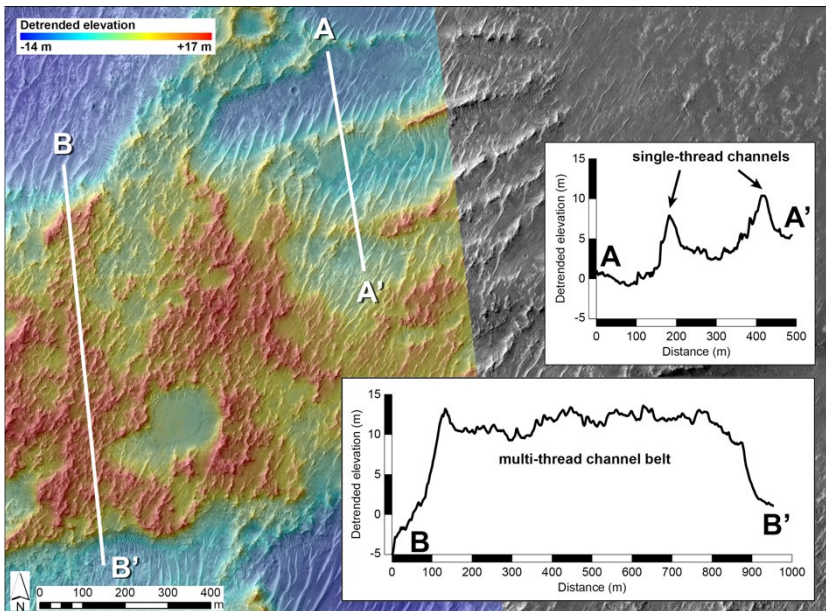 Detrended elevation
-14 m +17 m
A
B
A'
B'
N
0 100 200 300 400
m
single-thread channels
Detrended elevation (m)
15
10
5
0
-5
A
A'
0 100 200 300 400 500
Distance (m)
Detrended elevation (m)
15
10
5
0
-5
multi-thread channel belt
B
B'
0 100 200 300 400 500 600 700 800 900 1000
Distance (m)